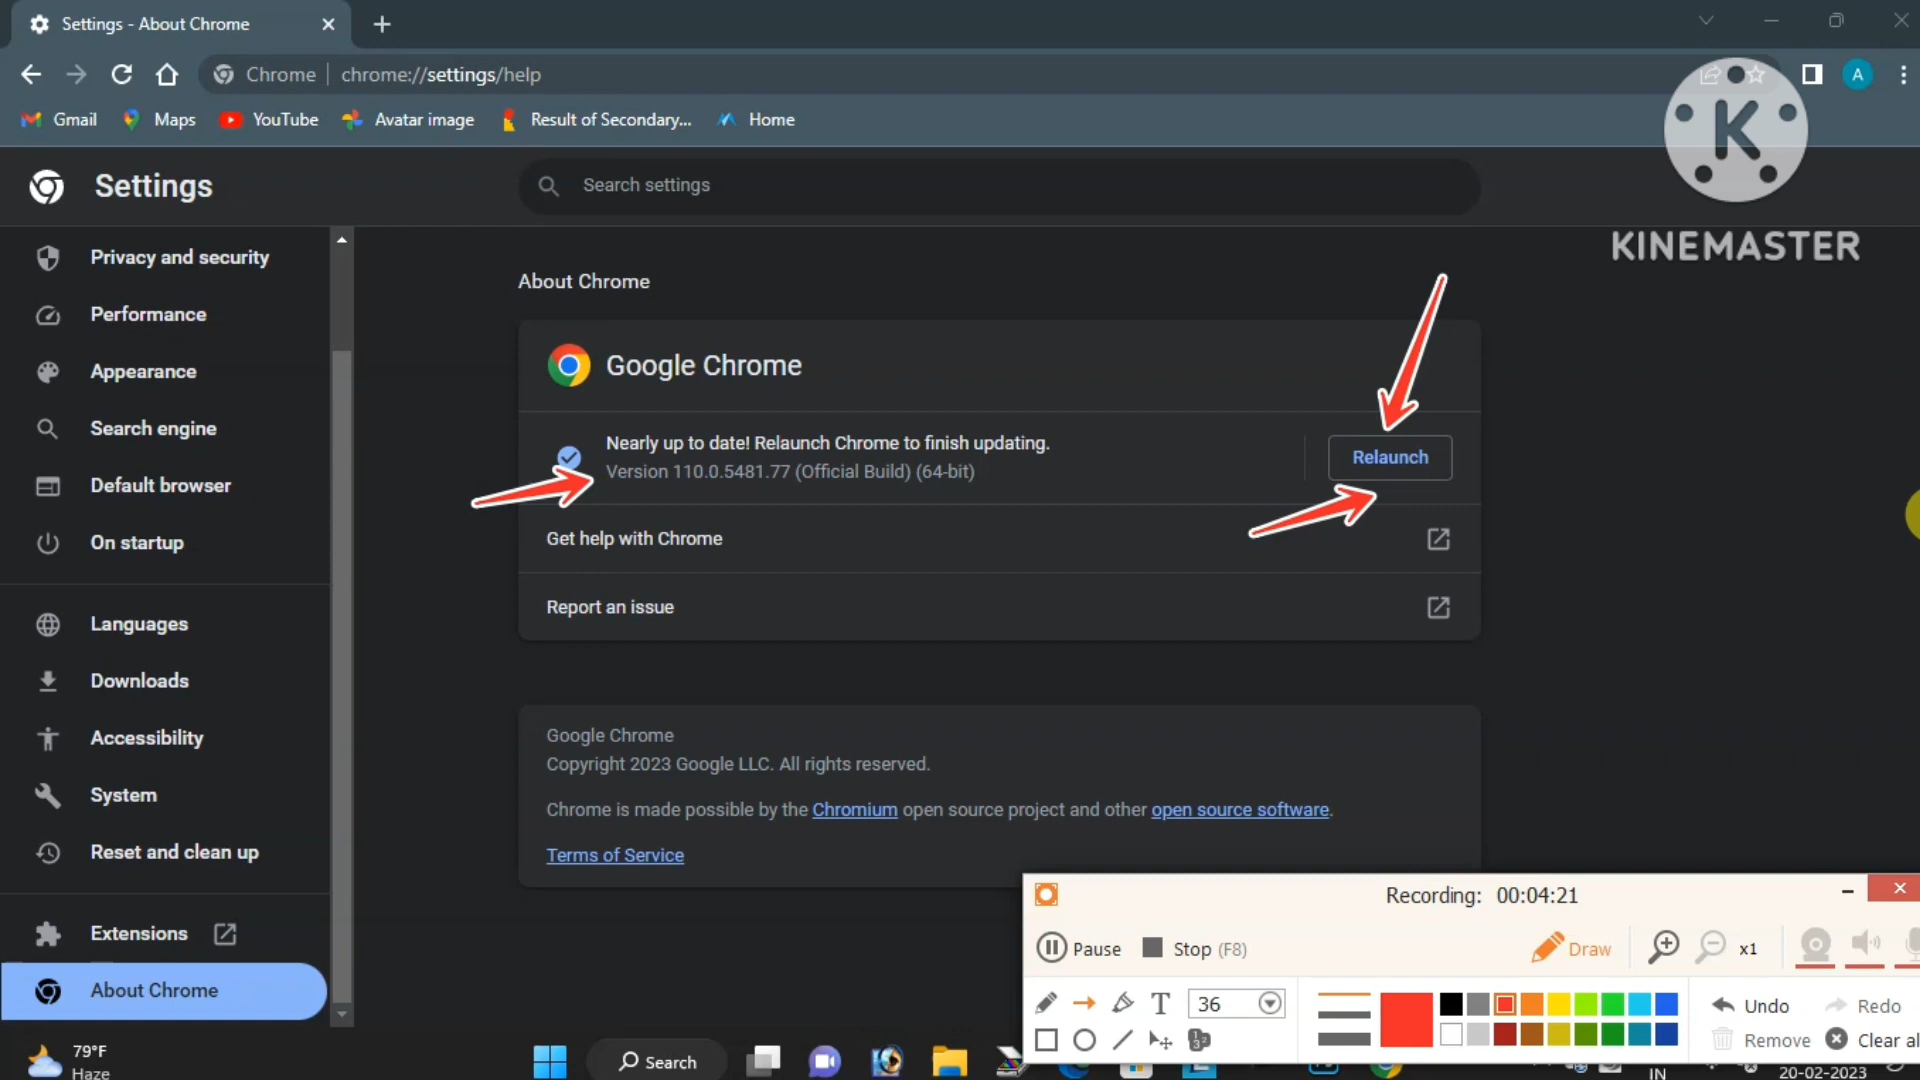 Settings - About Chrome
Chrome | chrome://settings/help
A
Gmail Maps YouTube Avatar image Result of Secondary... Home
K
KINEMASTER
Settings
Search settings
Privacy and security
Performance
Appearance
Search engine
Default browser
On startup
Languages
Downloads
Accessibility
System
Reset and clean up
Extensions
About Chrome
About Chrome
Google Chrome
Nearly up to date! Relaunch Chrome to finish updating.
Version 110.0.5481.77 (Official Build) (64-bit)
Relaunch
Get help with Chrome
Report an issue
Google Chrome
Copyright 2023 Google LLC. All rights reserved.
Chrome is made possible by the Chromium open source project and other open source software.
Terms of Service
Recording: 00:04:21
Pause Stop (F8) Draw x1
T 36 Undo Redo
Remove Clear al
79°F
Haze
Search
IN
20-02-2023